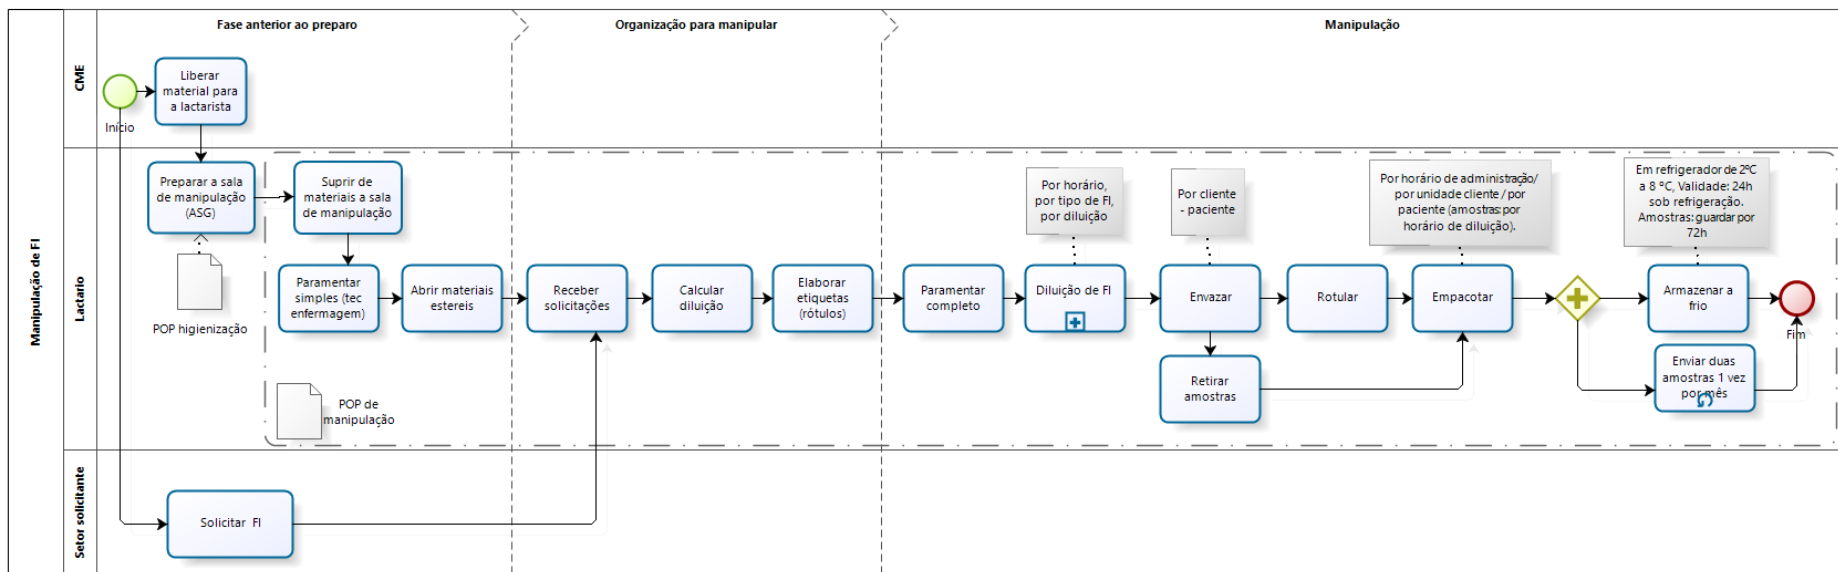 Fase anterior ao preparo
Organização para manipular
Manipulação
Manipulação de FI
CME
Início
Liberar
material para
a lactarista
Lactario
Preparar a sala
de manipulação
(ASG)
POP higienização
Suprir de
materiais a sala
de manipulação
Paramentar
simples (tec
enfermagem)
Abrir materiais
estereis
POP de
manipulação
Receber
solicitações
Calcular
diluição
Elaborar
etiquetas
(rótulos)
Paramentar
completo
Por horário,
por tipo de FI,
por diluição
Diluição de FI
Por cliente
- paciente
Envazar
Retirar
amostras
Rotular
Por horário de administração/
por unidade cliente / por
paciente (amostras: por
horário de diluição).
Empacotar
Em refrigerador de 2ºC
a 8 ºC, Validade: 24h
sob refrigeração.
Amostras: guardar por
72h
Armazenar a
frio
Enviar duas
amostras 1 vez
por mês
Fim
Setor solicitante
Solicitar FI